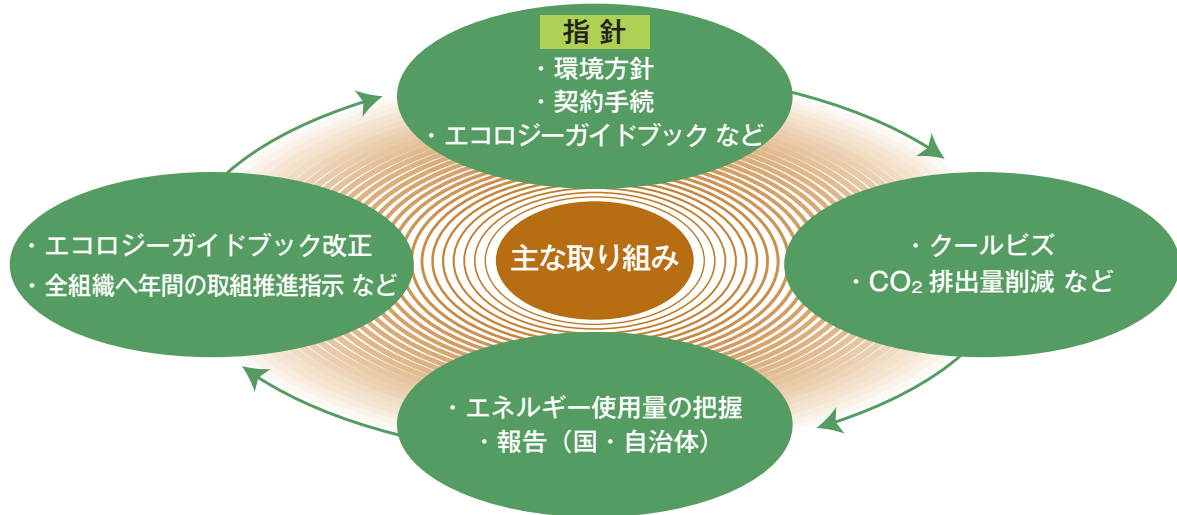 指 針
・環境方針
・契約手続
・エコロジーガイドブック など
・エコロジーガイドブック改正
・全組織へ年間の取組推進指示 など
主な取り組み
・クールビズ
・CO₂ 排出量削減 など
・エネルギー使用量の把握
・報告（国・自治体）